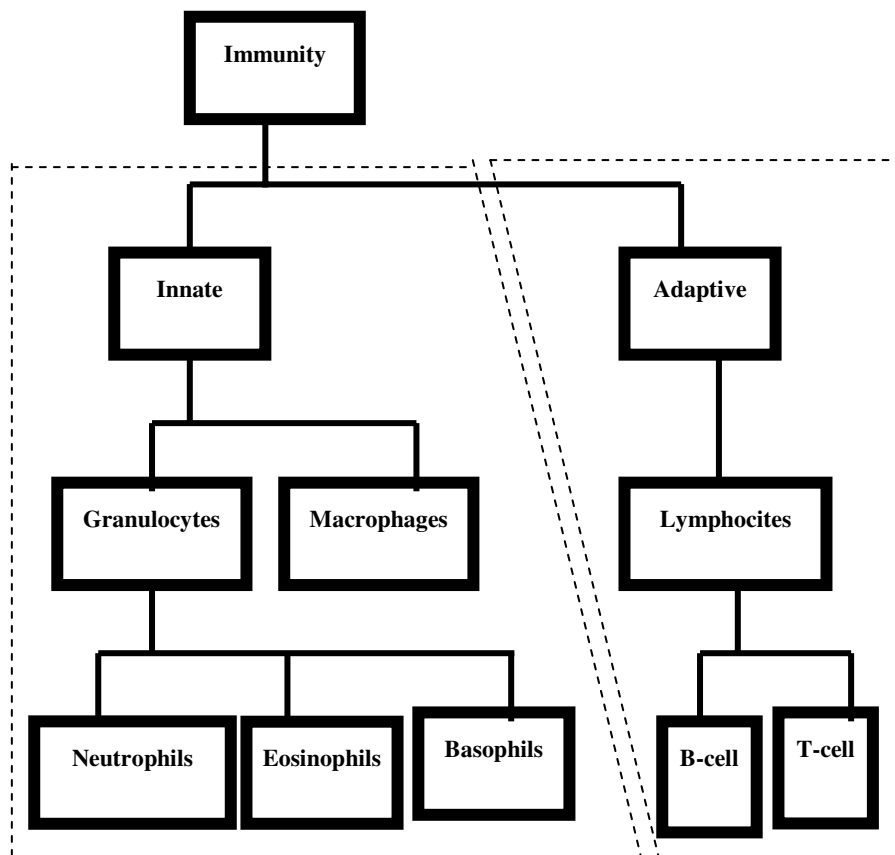 Immunity
Innate
Adaptive
Granulocytes
Macrophages
Lymphocites
Neutrophils
Eosinophils
Basophils
B-cell
T-cell